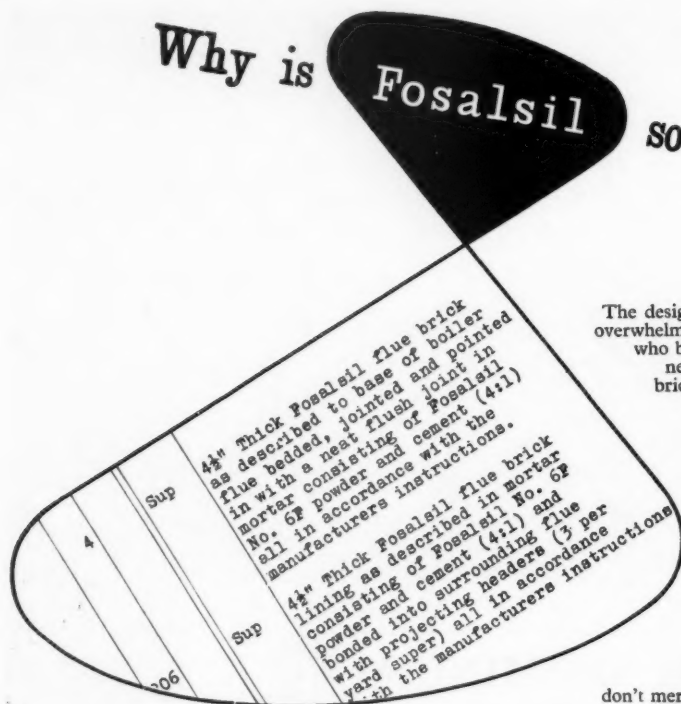 Why is Fosalsil so
The desig
overwhelm
who b
ne
bric
4
Sup
4½" Thick Fosalsil flue brick
as described to base of boiler
flue bedded, jointed and pointed
in with a neat flush joint in
mortar consisting of Fosalsil
No. 6F powder and cement (4:1)
all in accordance with the
manufacturers instructions.
206
Sup
4½" Thick Fosalsil flue brick
lining as described in mortar
consisting of Fosalsil No. 6F
powder and cement (4:1) and
bonded into surrounding flue
with projecting headers (3 per
yard super) all in accordance
with the manufacturers instructions
don't mer